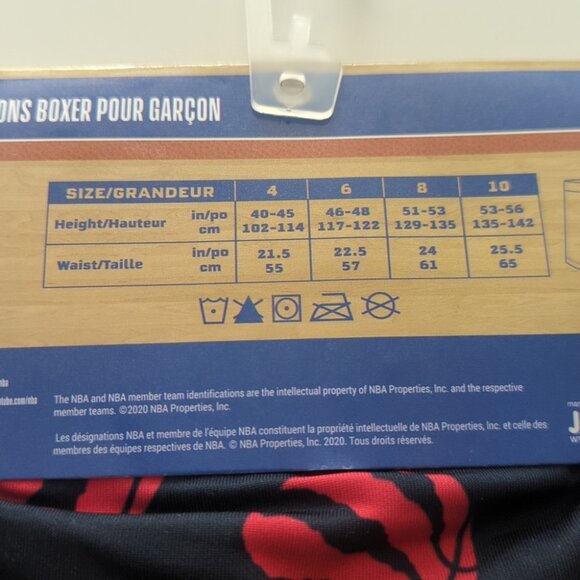 BOXER POUR GARÇON
SIZE/GRANDEUR 4 6 8 10
Height/Hauteur in/po 40-45 46-48 51-53 53-56
cm 102-114 117-122 129-135 135-142
Waist/Taille in/po 21.5 22.5 24 25.5
cm 55 57 61 65
The NBA and NBA member team identifications are the intellectual property of NBA Properties, Inc. and the respective
member teams. ©2020 NBA Properties, Inc.
Les désignations NBA et membre de l'équipe NBA constituent la propriété intellectuelle de NBA Properties, Inc. et celle des
membres des équipes respectives de NBA. © NBA Properties, Inc. 2020. Tous droits réservés.